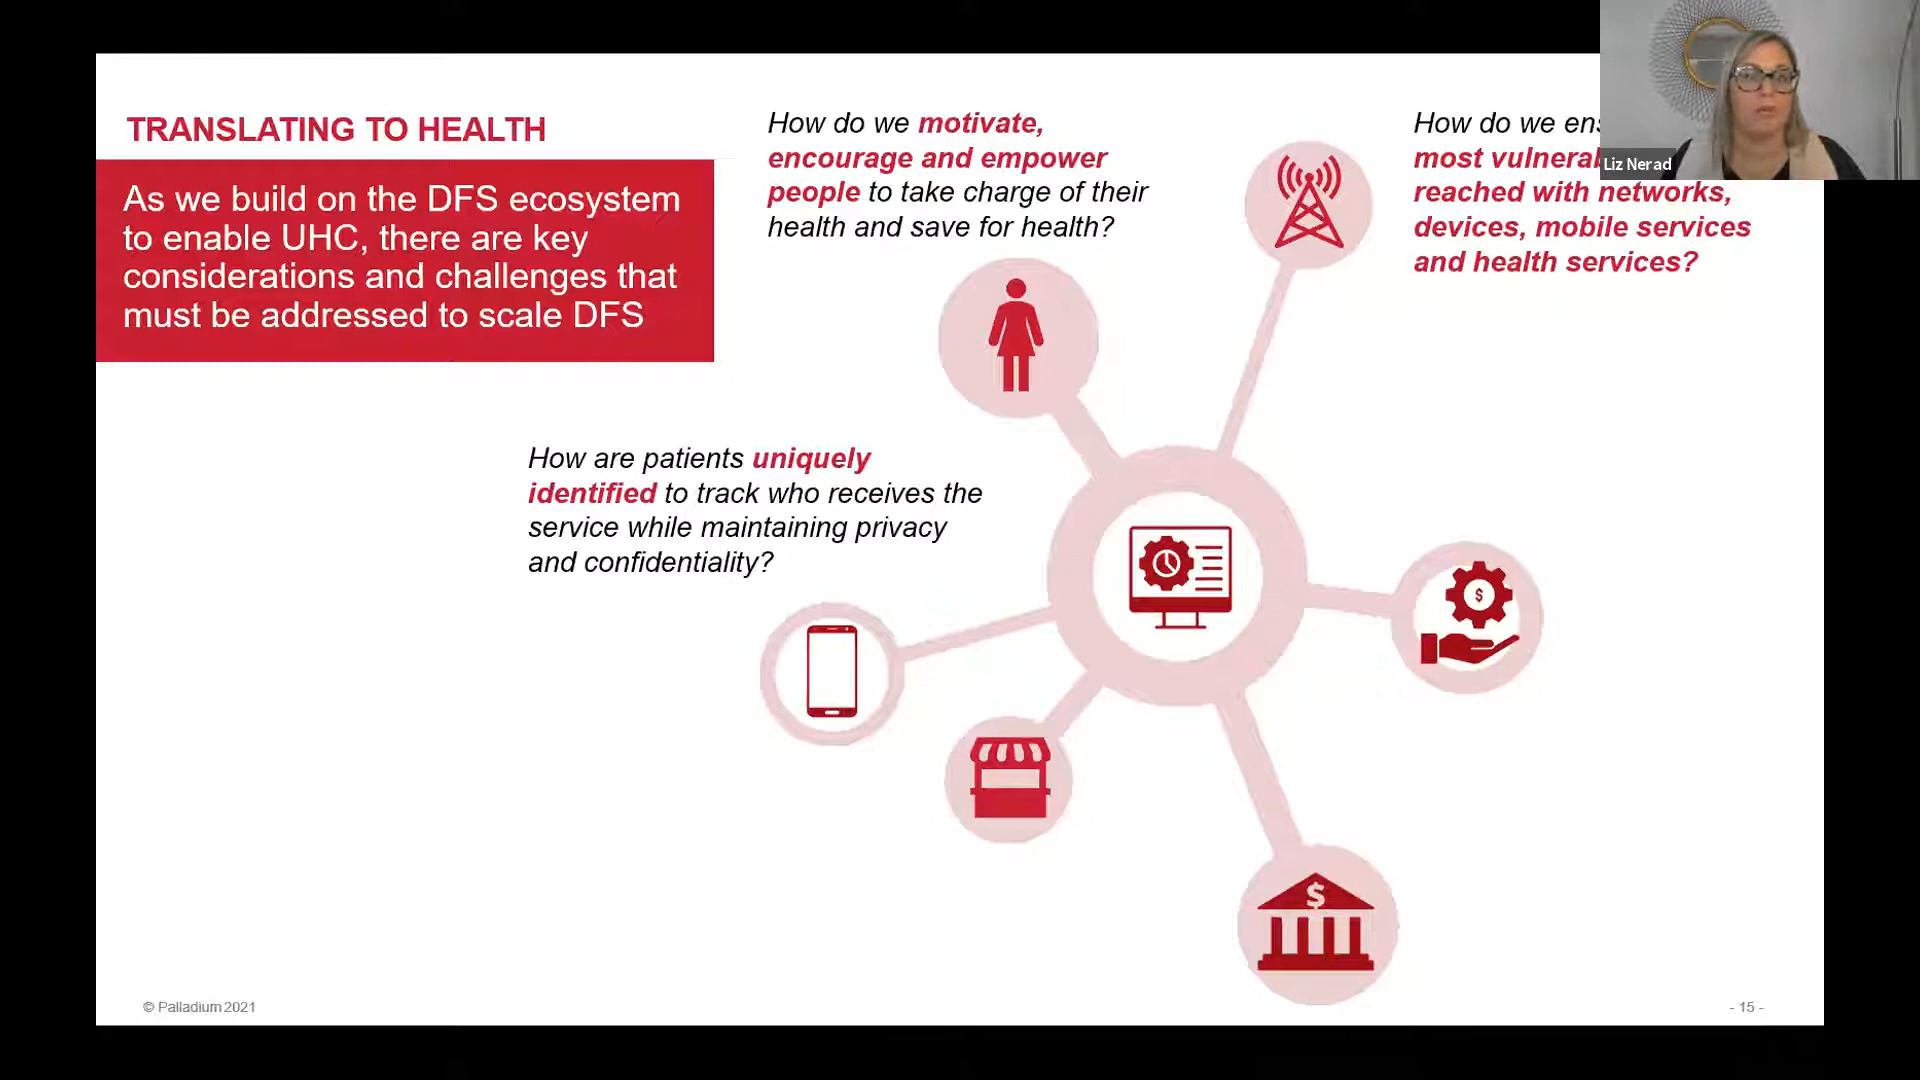 TRANSLATING TO HEALTH
As we build on the DFS ecosystem
to enable UHC, there are key
considerations and challenges that
must be addressed to scale DFS
How do we motivate,
encourage and empower
people to take charge of their
health and save for health?
How do we
most
reached with networks,
devices, mobile services
and health services?
Liz Nerad
How are patients uniquely
identified to track who receives the
service while maintaining privacy
and confidentiality?
$
$
© Palladium 2021
- 15 -